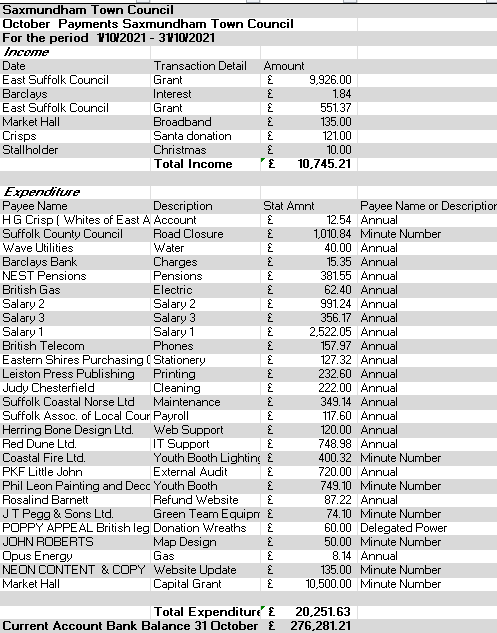 Saxmundham Town Council
October Payments Saxmundham Town Council
For the period 1/10/2021 - 31/10/2021
Income
Date Transaction Detail Amount
East Suffolk Council Grant £ 9,926.00
Barclays Interest £ 1.84
East Suffolk Council Grant £ 551.37
Market Hall Broadband £ 135.00
Crisps Santa donation £ 121.00
Stallholder Christmas £ 10.00
Total Income £ 10,745.21
Expenditure
Payee Name Description Stat Amnt Payee Name or Description
H G Crisp ( Whites of East A Account £ 12.54 Annual
Suffolk County Council Road Closure £ 1,010.84 Minute Number
Wave Utilities Water £ 40.00 Annual
Barclays Bank Charges £ 15.35 Annual
NEST Pensions Pensions £ 381.55 Annual
British Gas Electric £ 62.40 Annual
Salary 2 Salary 2 £ 991.24 Annual
Salary 3 Salary 3 £ 356.17 Annual
Salary 1 Salary 1 £ 2,522.05 Annual
British Telecom Phones £ 157.97 Annual
Eastern Shires Purchasing ( Stationery £ 127.32 Annual
Leiston Press Publishing Printing £ 232.60 Annual
Judy Chesterfield Cleaning £ 222.00 Annual
Suffolk Coastal Norse Ltd Maintenance £ 349.14 Annual
Suffolk Assoc. of Local Cour Payroll £ 117.60 Annual
Herring Bone Design Ltd. Web Support £ 120.00 Annual
Red Dune Ltd. IT Support £ 748.98 Annual
Coastal Fire Ltd. Youth Booth Lighting £ 400.32 Minute Number
PKF Little John External Audit £ 720.00 Annual
Phil Leon Painting and Decc Youth Booth £ 749.10 Minute Number
Rosalind Barnett Refund Website £ 87.22 Annual
J T Pegg & Sons Ltd. Green Team Equipm £ 74.10 Minute Number
POPPY APPEAL British leg Donation Wreaths £ 60.00 Delegated Power
JOHN ROBERTS Map Design £ 50.00 Minute Number
Opus Energy Gas £ 8.14 Annual
NEON CONTENT & COPY Website Update £ 135.00 Minute Number
Market Hall Capital Grant £ 10,500.00 Minute Number
Total Expenditure £ 20,251.63
Current Account Bank Balance 31 October £ 276,281.21